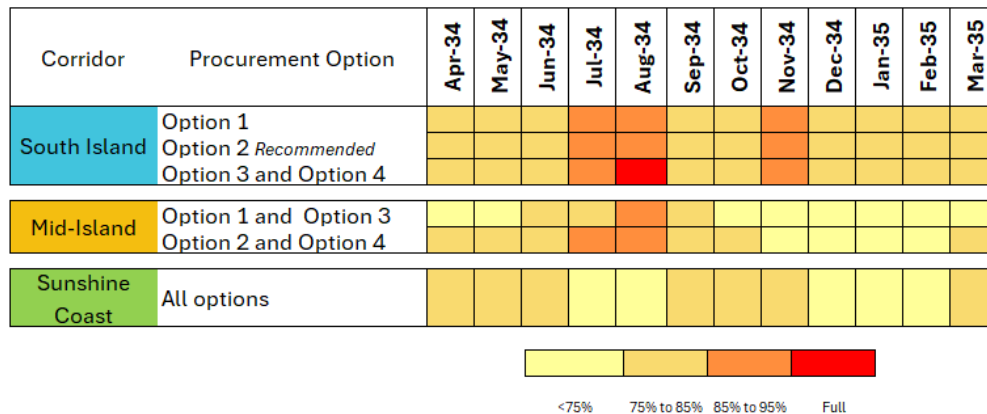 Corridor Procurement Option Apr-34 May-34 Jun-34 Jul-34 Aug-34 Sep-34 Oct-34 Nov-34 Dec-34 Jan-35 Feb-35 Mar-35
South Island
Option 1
Option 2 Recommended
Option 3 and Option 4
Mid-Island
Option 1 and Option 3
Option 2 and Option 4
Sunshine
Coast
All options
<75% 75% to 85% 85% to 95% Full